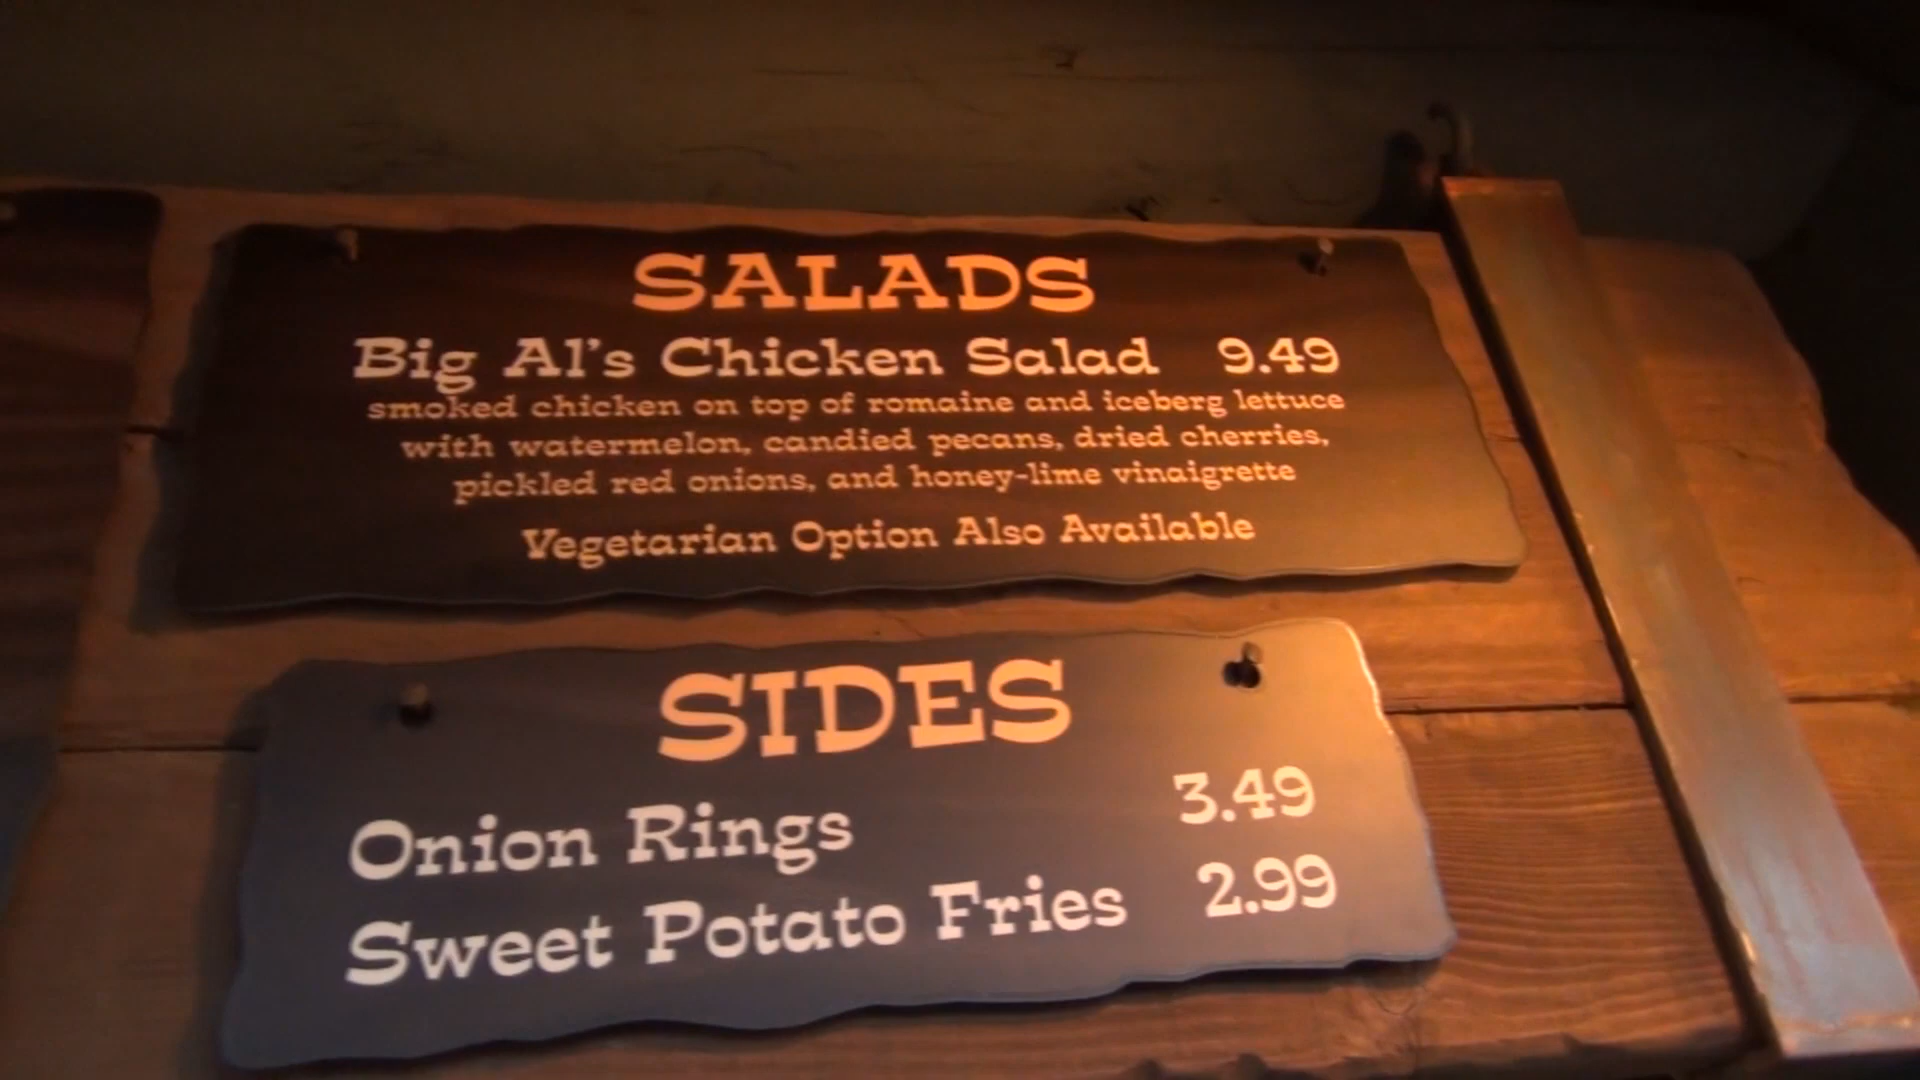 SALADS
Big Al's Chicken Salad 9.49
smoked chicken on top of romaine and iceberg lettuce
with watermelon, candied pecans, dried cherries,
pickled red onions, and honey-lime vinaigrette
Vegetarian Option Also Available
SIDES
Onion Rings 3.49
Sweet Potato Fries 2.99